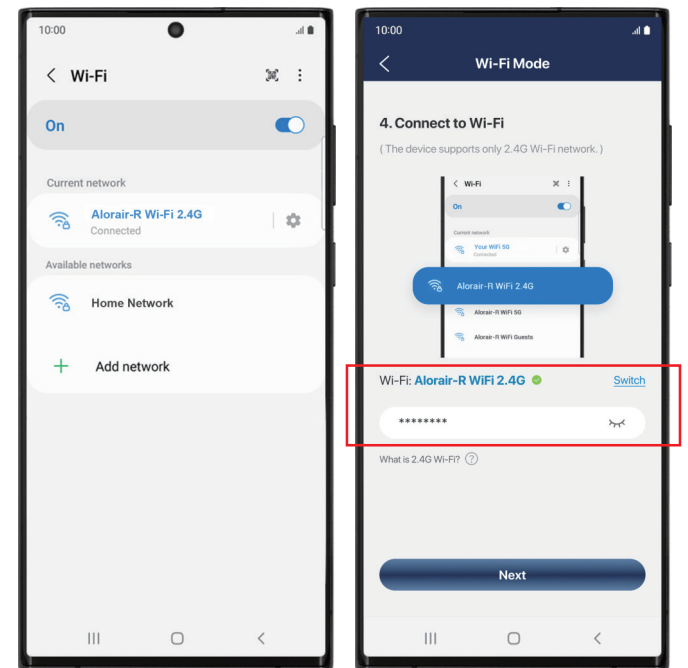 10:00
Wi-Fi
On
Current network
Alorair-R Wi-Fi 2.4G
Connected
Available networks
Home Network
Add network
10:00
Wi-Fi Mode
4. Connect to Wi-Fi
( The device supports only 2.4G Wi-Fi network. )
Wi-Fi
On
Current network
Your WiFi 5G
Connected
Alorair-R WiFi 2.4G
Alorair-R WiFi 5G
Alorair-R WiFi Guests
Wi-Fi: Alorair-R WiFi 2.4G Switch
********
What is 2.4G Wi-Fi? ?
Next